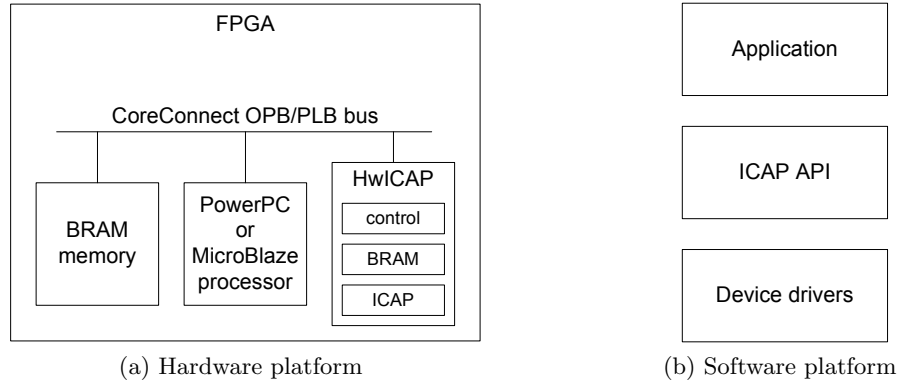 FPGA
CoreConnect OPB/PLB bus
BRAM
memory
PowerPC
or
MicroBlaze
processor
HwICAP
control
BRAM
ICAP
(a) Hardware platform
Application
ICAP API
Device drivers
(b) Software platform